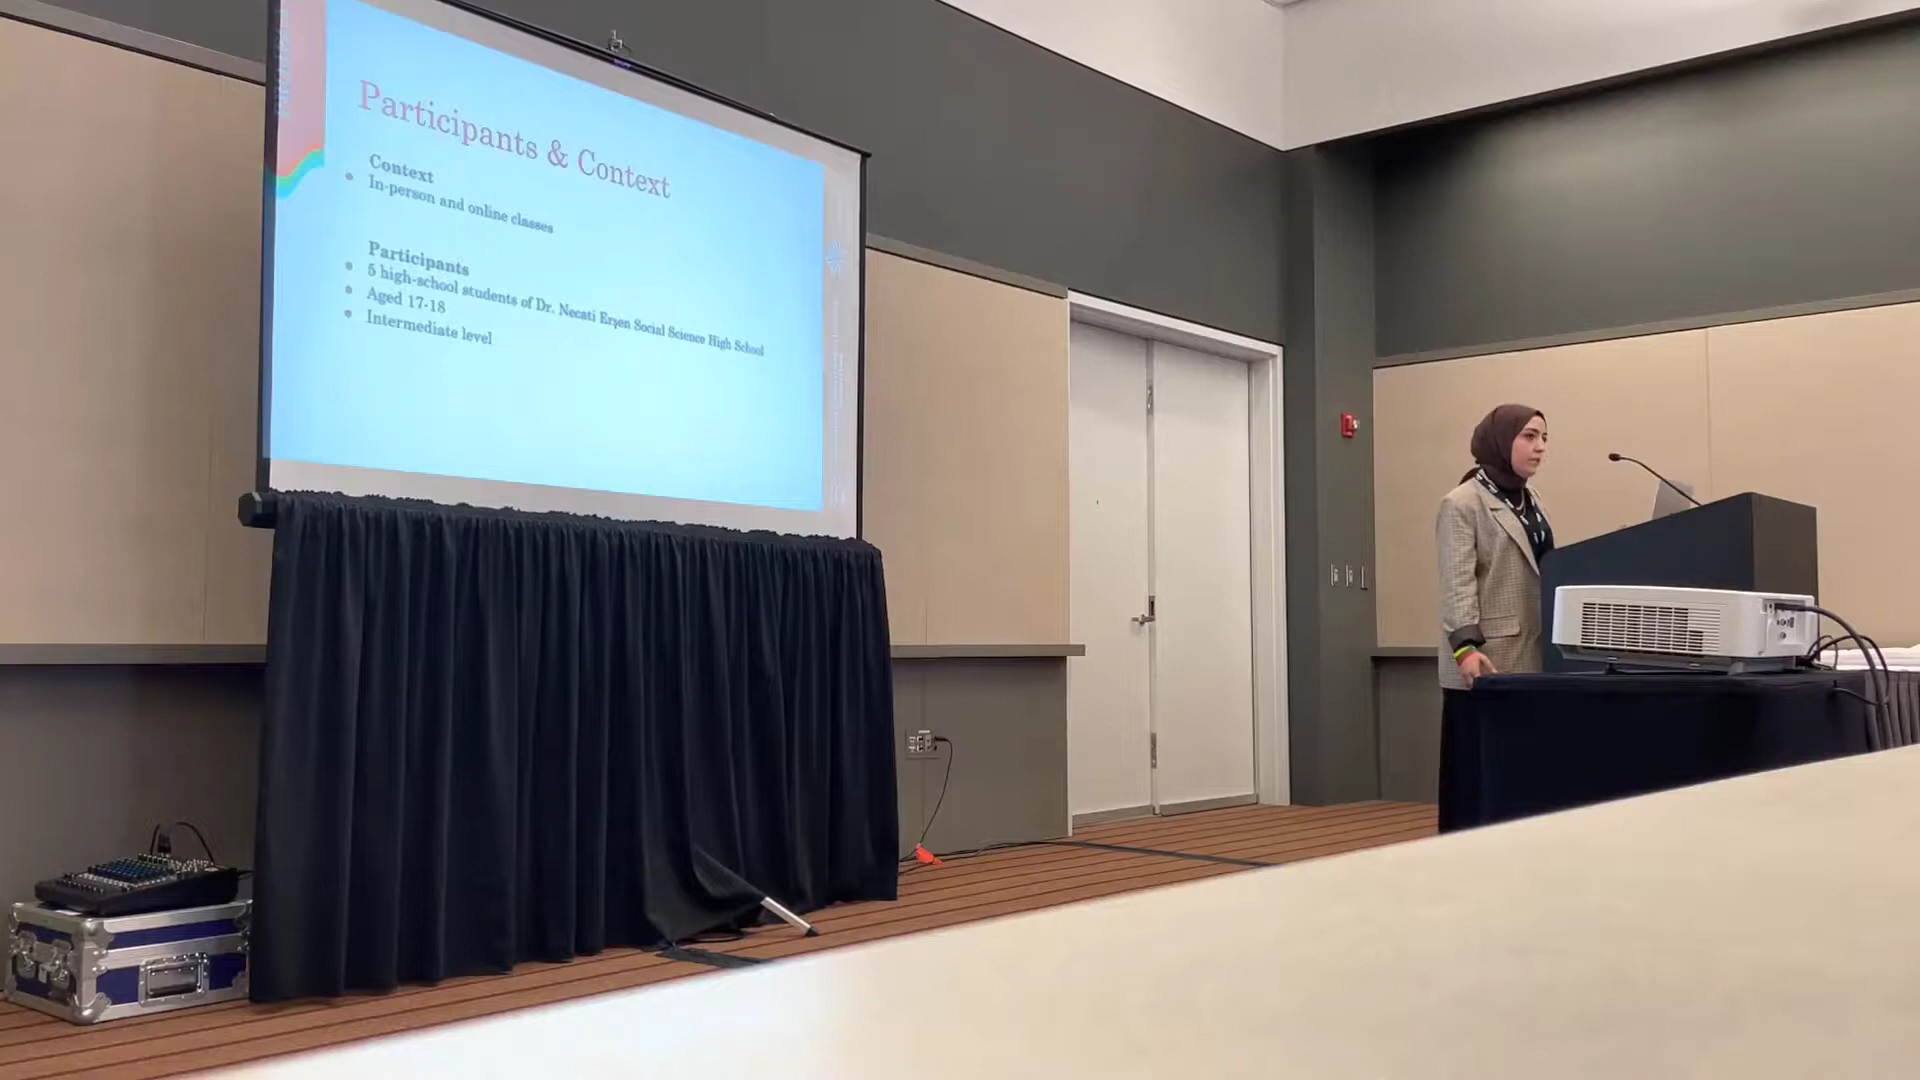 Participants & Context
Context
In-person and online classes
Participants
5 high-school students of Dr. Necati Erşen Social Science High School
Aged 17-18
Intermediate level